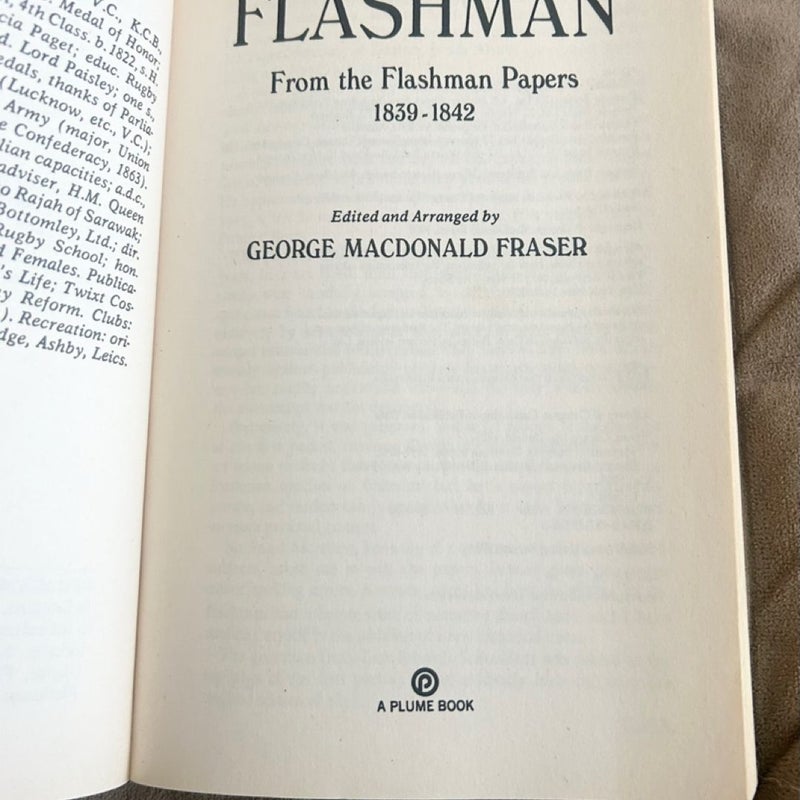 V.C., K.C.B.
Medal of Honor;
4th Class. b. 1822, s. H.
cia Paget; educ. Rugby
d. Lord Paisley; one s.,
edals, thanks of Parlia-
(Lucknow, etc., V.C.);
Army (major, Union
e Confederacy, 1863).
lian capacities; a.d.c.,
adviser, H.M. Queen
o Rajah of Sarawak;
Bottomley, Ltd.; dir.
Rugby School; hon.
d Females. Publica-
's Life; Twixt Cos-
y Reform. Clubs:
). Recreation: ori-
dge, Ashby, Leics.
FLASHMAN
From the Flashman Papers
1839-1842
Edited and Arranged by
GEORGE MACDONALD FRASER
A PLUME BOOK